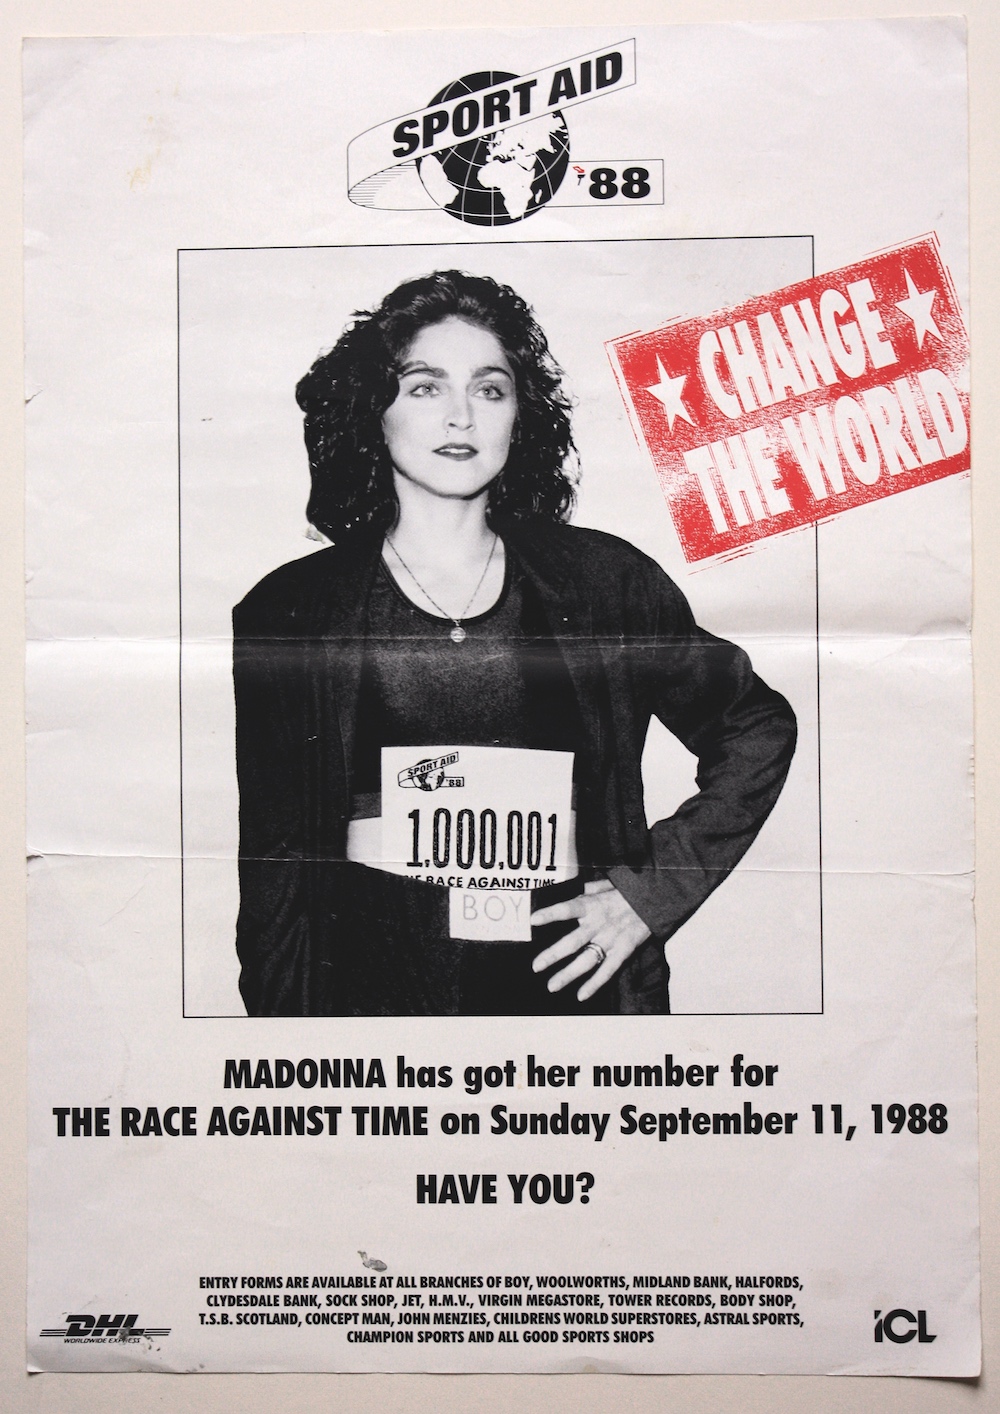 SPORT AID
'88
CHANGE
THE WORLD
SPORT AID
'88
1,000,001
RACE AGAINST TIME
BOY
MADONNA has got her number for
THE RACE AGAINST TIME on Sunday September 11, 1988
HAVE YOU?
ENTRY FORMS ARE AVAILABLE AT ALL BRANCHES OF BOY, WOOLWORTHS, MIDLAND BANK, HALFORDS,
CLYDESDALE BANK, SOCK SHOP, JET, H.M.V., VIRGIN MEGASTORE, TOWER RECORDS, BODY SHOP,
T.S.B. SCOTLAND, CONCEPT MAN, JOHN MENZIES, CHILDRENS WORLD SUPERSTORES, ASTRAL SPORTS,
CHAMPION SPORTS AND ALL GOOD SPORTS SHOPS
DHL
WORLDWIDE EXPRESS
ICL